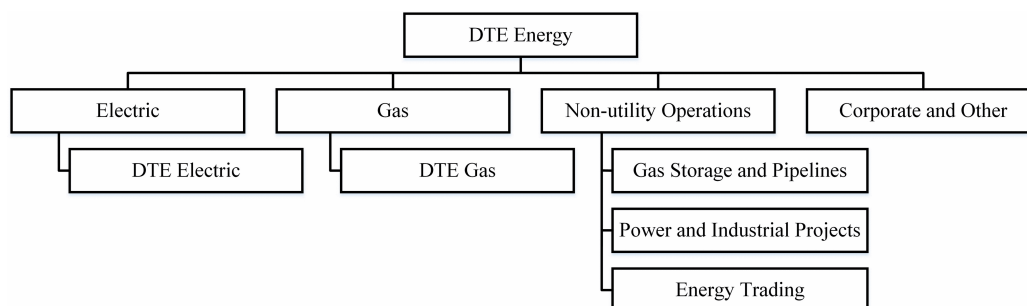 DTE Energy
Electric
Gas
Non-utility Operations
Corporate and Other
DTE Electric
DTE Gas
Gas Storage and Pipelines
Power and Industrial Projects
Energy Trading